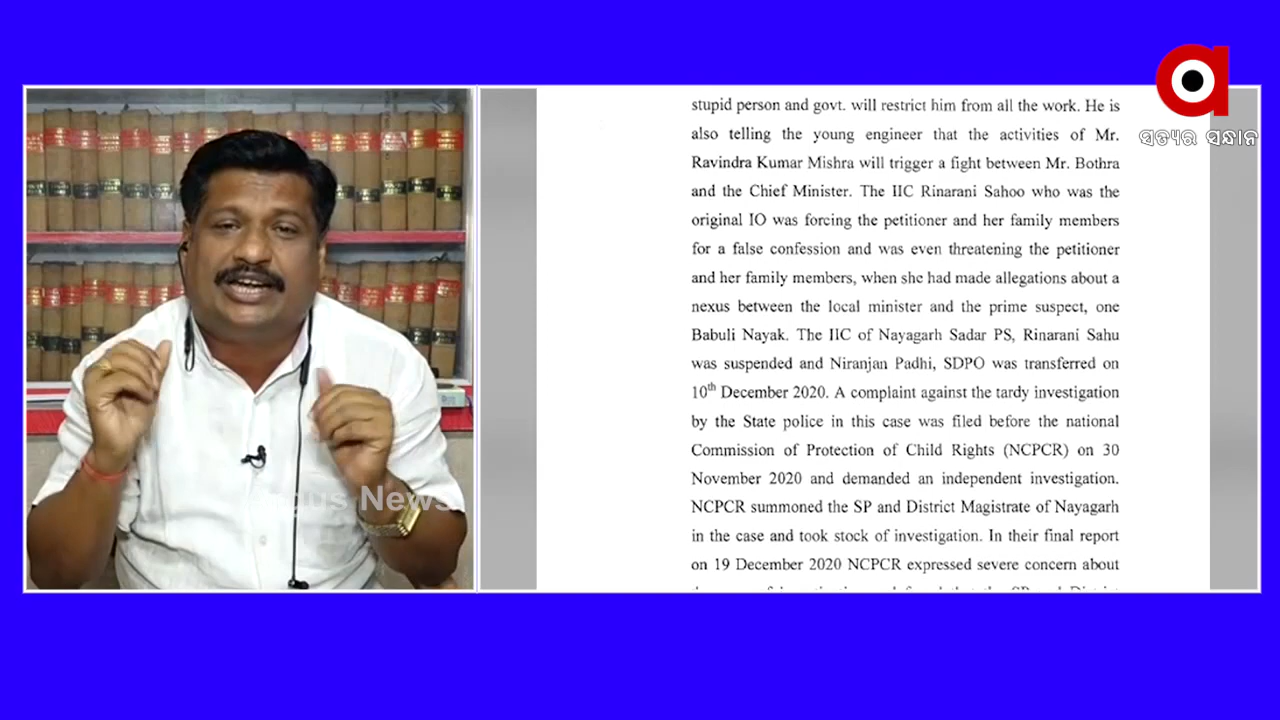 stupid person and govt. will restrict him from all the work. He is
also telling the young engineer that the activities of Mr.
Ravindra Kumar Mishra will trigger a fight between Mr. Bothra
and the Chief Minister. The IIC Rinarani Sahoo who was the
original IO was forcing the petitioner and her family members
for a false confession and was even threatening the petitioner
and her family members, when she had made allegations about a
nexus between the local minister and the prime suspect, one
Babuli Nayak. The IIC of Nayagarh Sadar PS, Rinarani Sahu
was suspended and Niranjan Padhi, SDPO was transferred on
10th December 2020. A complaint against the tardy investigation
by the State police in this case was filed before the national
Commission of Protection of Child Rights (NCPCR) on 30
November 2020 and demanded an independent investigation.
NCPCR summoned the SP and District Magistrate of Nayagarh
in the case and took stock of investigation. In their final report
on 19 December 2020 NCPCR expressed severe concern about
ସତ୍ୟର ସନ୍ଧାନ
Argus News